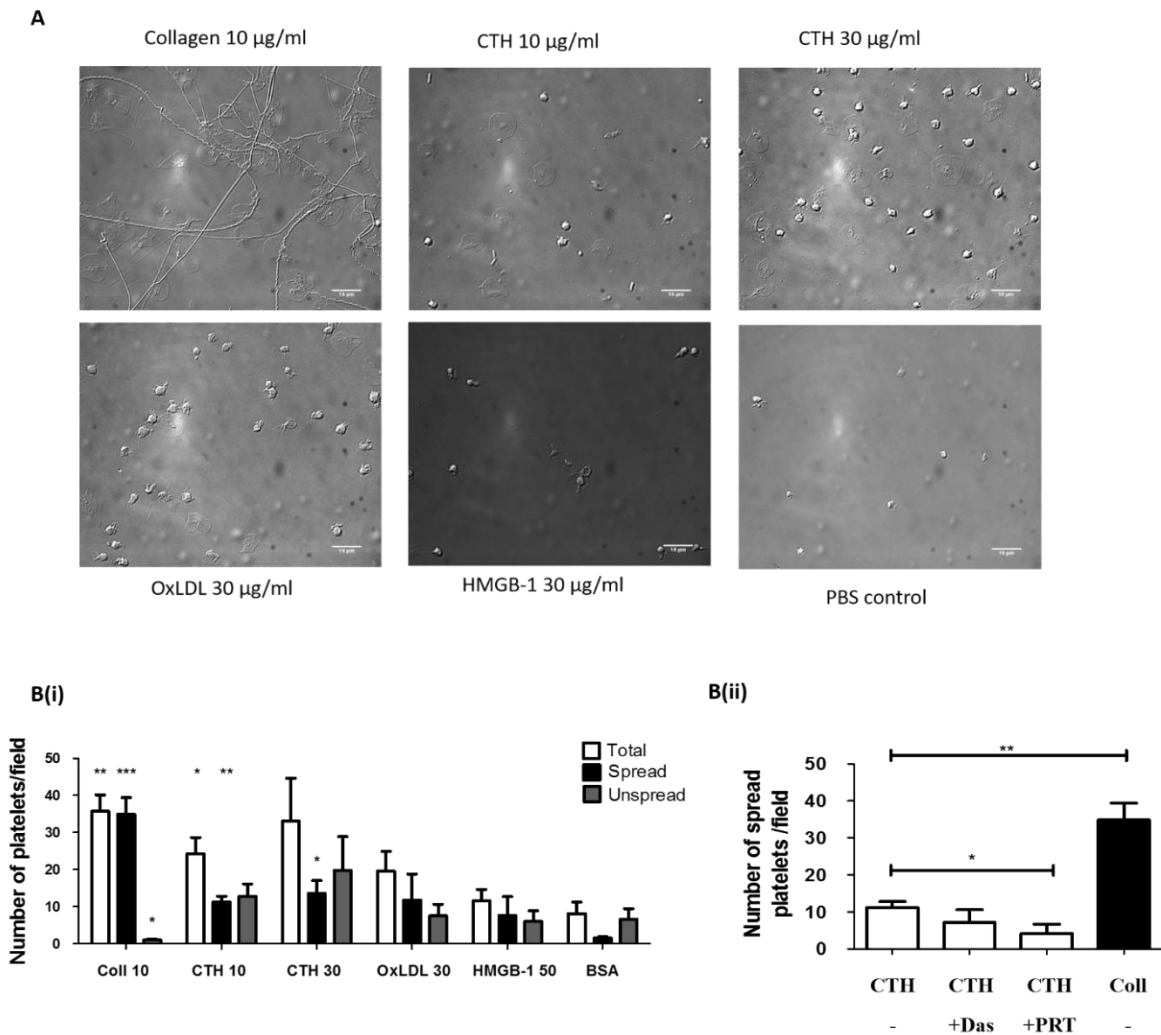 A
Collagen 10 µg/ml
CTH 10 µg/ml
CTH 30 µg/ml
10 µm
10 µm
10 µm
10 µm
10 µm
10 µm
OxLDL 30 µg/ml
HMGB-1 30 µg/ml
PBS control
B(i)
Number of platelets/field
50
40
30
20
10
0
** *** * * ** *
Total
Spread
Unspread
Coll 10 CTH 10 CTH 30 OxLDL 30 HMGB-1 50 BSA
B(ii)
Number of spread
platelets /field
50
40
30
20
10
0
**
*
CTH CTH CTH Coll
- +Das +PRT -